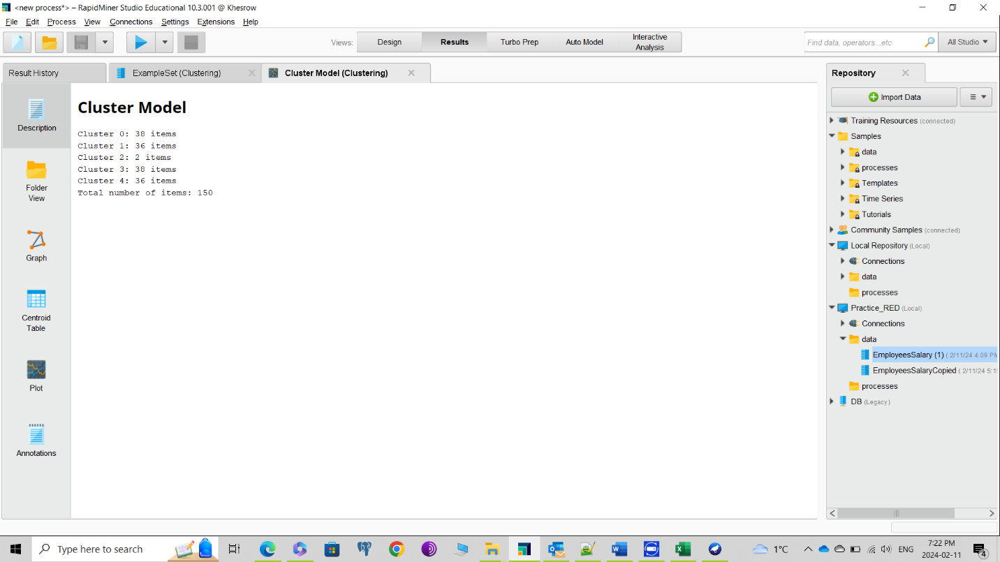 <new process*> – RapidMiner Studio Educational 10.3.001 @ Khesrow
File Edit Process View Connections Settings Extensions Help
Views: Design Results Turbo Prep Auto Model Interactive Analysis
Find data, operators...etc
All Studio
Result History
ExampleSet (Clustering)
Cluster Model (Clustering)
Description
Folder
View
Graph
Centroid
Table
Plot
Annotations
Cluster Model
Cluster 0: 38 items
Cluster 1: 36 items
Cluster 2: 2 items
Cluster 3: 38 items
Cluster 4: 36 items
Total number of items: 150
Repository
Import Data
Training Resources (connected)
Samples
data
processes
Templates
Time Series
Tutorials
Community Samples (connected)
Local Repository (Local)
Connections
data
processes
Practice_RED (Local)
Connections
data
EmployeesSalary (1) ( 2/11/24 4:09 PM
EmployeesSalaryCopied ( 2/11/24 5:1
processes
DB (Legacy)
Type here to search
1°C
ENG
7:22 PM
2024-02-11
4